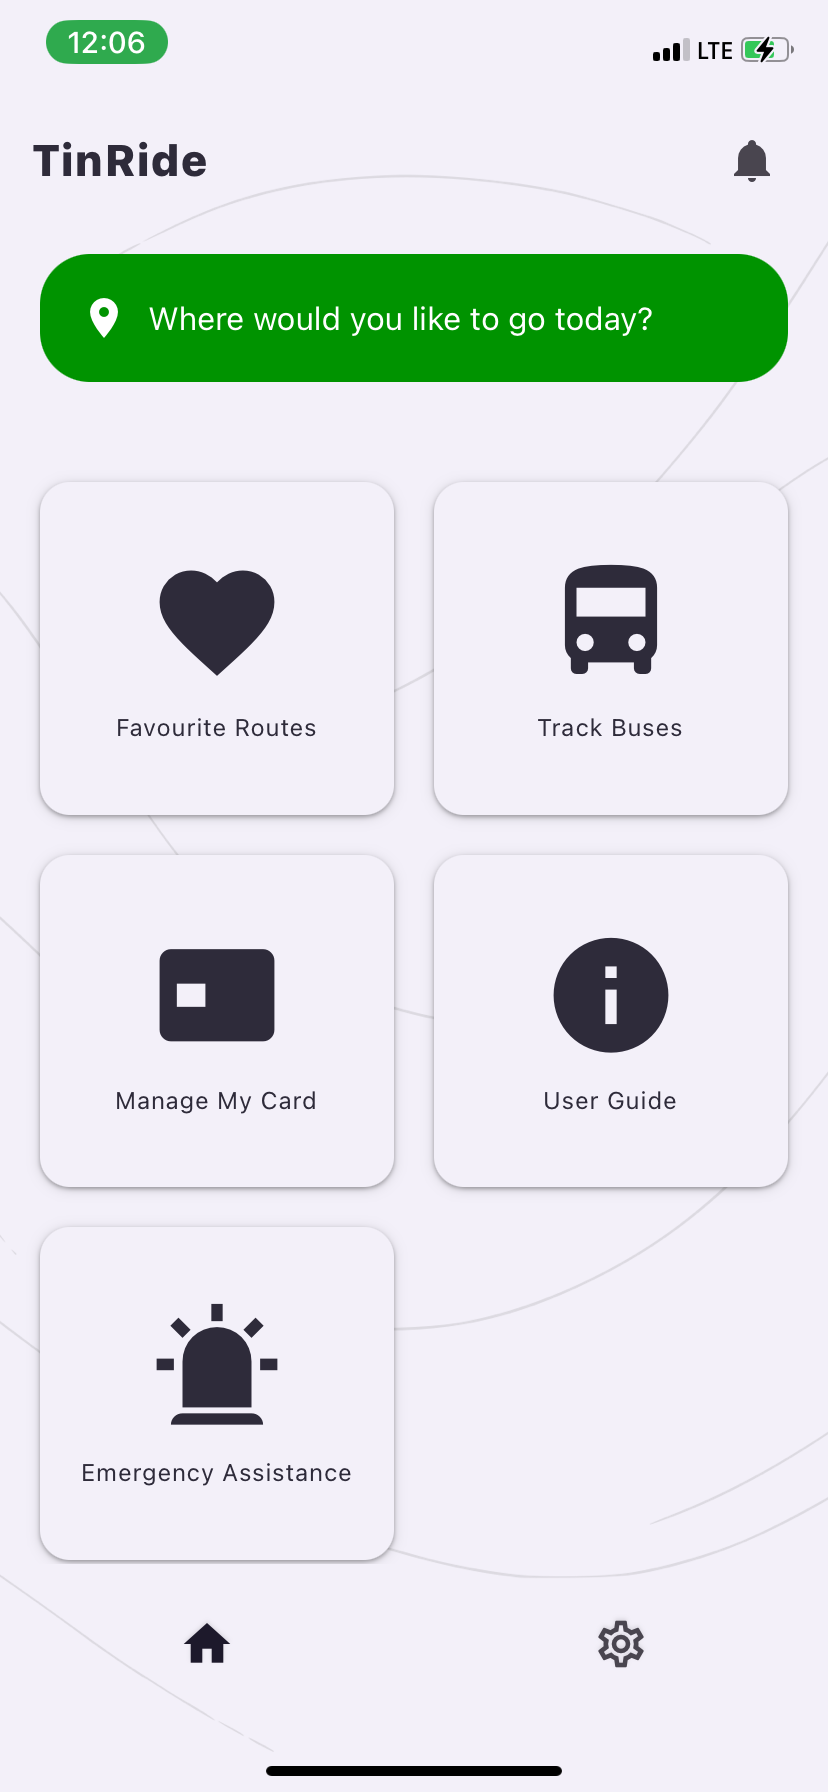 12:06
LTE
TinRide
Where would you like to go today?
Favourite Routes
Track Buses
Manage My Card
User Guide
Emergency Assistance